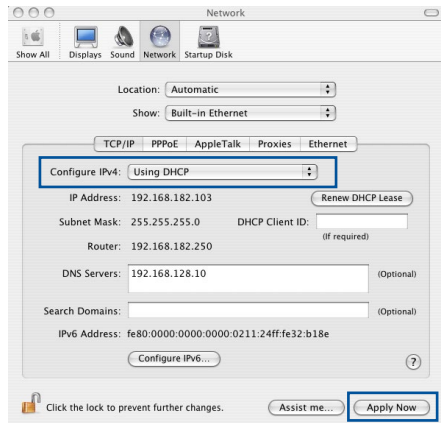 Network
Show All Displays Sound Network Startup Disk
Location: Automatic
Show: Built-in Ethernet
TCP/IP PPPoE AppleTalk Proxies Ethernet
Configure IPv4: Using DHCP
IP Address: 192.168.182.103 Renew DHCP Lease
Subnet Mask: 255.255.255.0 DHCP Client ID:
(If required)
Router: 192.168.182.250
DNS Servers: 192.168.128.10 (Optional)
Search Domains: (Optional)
IPv6 Address: fe80:0000:0000:0000:0211:24ff:fe32:b18e
Configure IPv6... ?
Click the lock to prevent further changes. Assist me... Apply Now